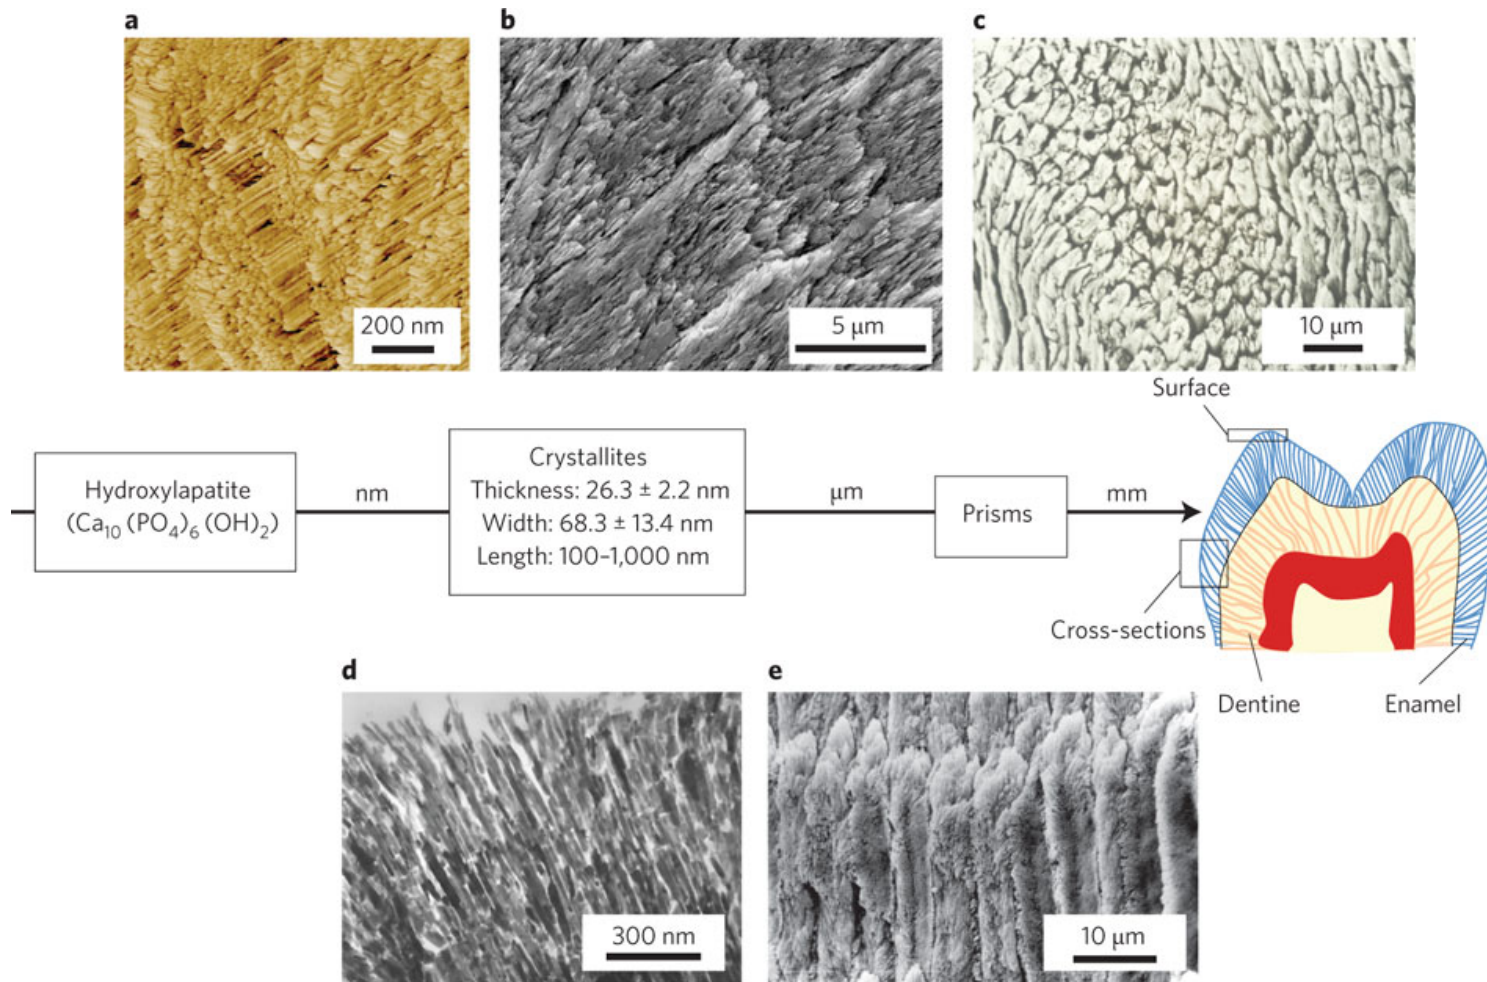 a
b
c
200 nm
5 μm
10 μm
Surface
Hydroxylapatite
(Ca10 (PO4)6 (OH)2)
nm
Crystallites
Thickness: 26.3 ± 2.2 nm
Width: 68.3 ± 13.4 nm
Length: 100–1,000 nm
μm
Prisms
mm
Cross-sections
Dentine
Enamel
d
e
300 nm
10 μm